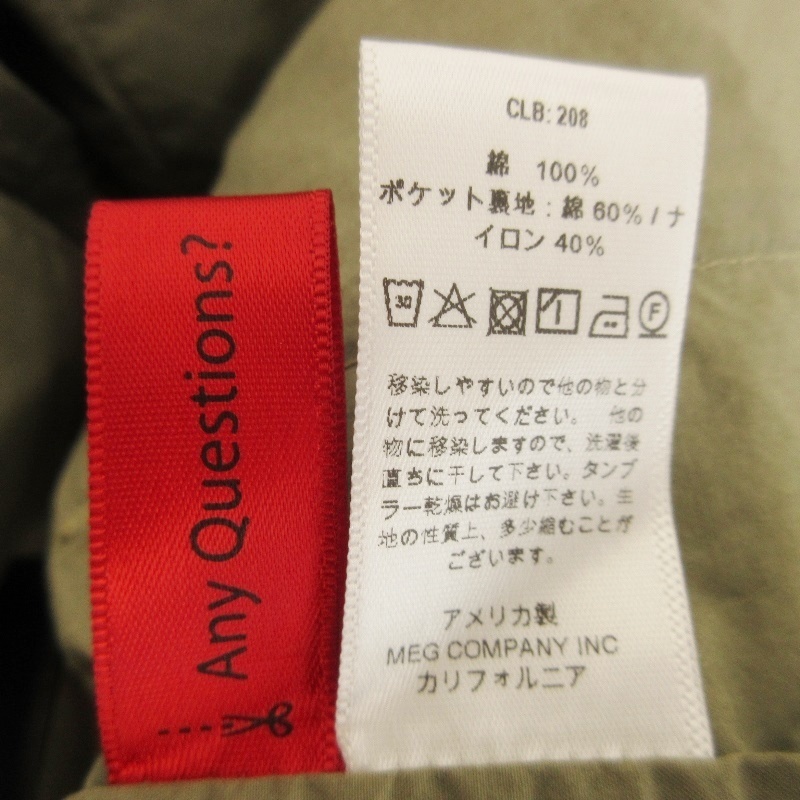 Any Questions?
CLB: 208
綿 100%
ポケット裏地 : 綿 60% / ナ
イロン 40%
30
F
移染しやすいので他の物と分
けて洗ってください。 他の
物に移染しますので、洗濯後
直ちに干して下さい。タンブ
ラー乾燥はお避け下さい。生
地の性質上、多少縮むことが
ございます。
アメリカ製
MEG COMPANY INC
カリフォルニア